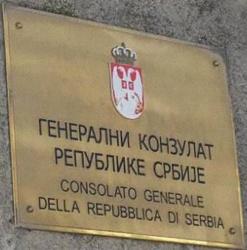 ГЕНЕРАЛНИ КОНЗУЛАТ
РЕПУБЛИКЕ СРБИЈЕ
CONSOLATO GENERALE
DELLA REPUBBLICA DI SERBIA